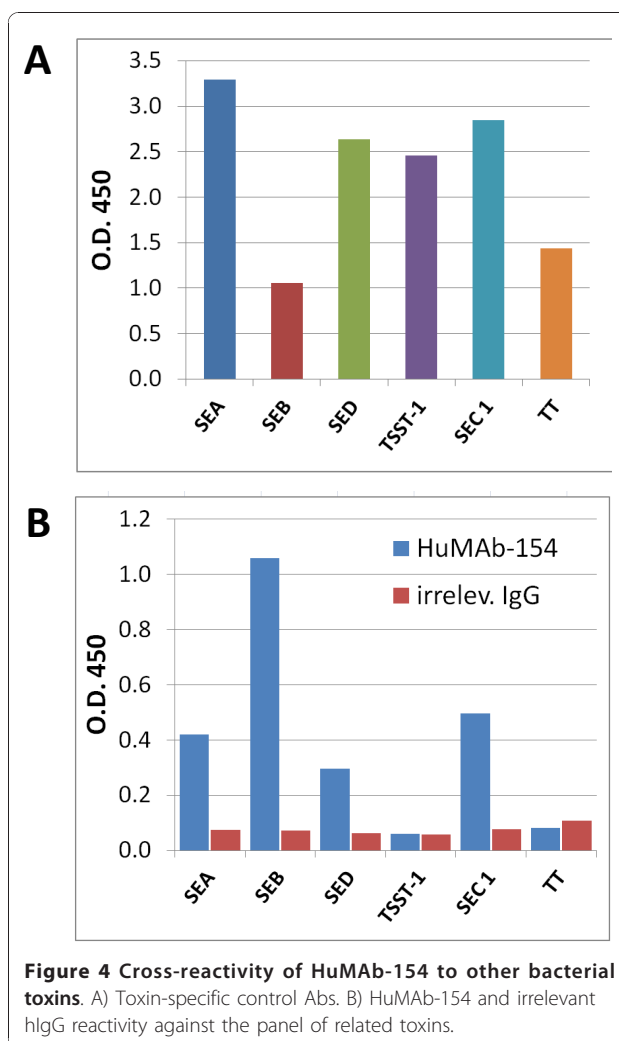 A
3.5
3.0
2.5
2.0
1.5
1.0
0.5
0.0
O.D. 450
SEA
SEB
SED
TSST-1
SEC 1
TT
B
1.2
1.0
0.8
0.6
0.4
0.2
0.0
O.D. 450
HuMAb-154
irrelev. IgG
SEA
SEB
SED
TSST-1
SEC 1
TT
Figure 4 Cross-reactivity of HuMAb-154 to other bacterial
toxins. A) Toxin-specific control Abs. B) HuMAb-154 and irrelevant
hIgG reactivity against the panel of related toxins.